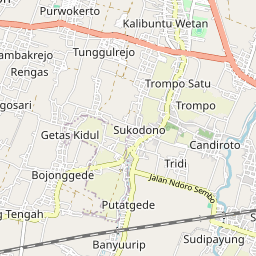 Purwokerto
Kalibuntu Wetan
Tunggulrejo
ambakrejo
Rengas
Trompo Satu
Trompo
gosari
Getas Kidul
Sukodono
Candiroto
Tridi
Bojonggede
Jalan Ndoro Sembo
Putatgede
g Tengah
Banyuurip
Sudipayung